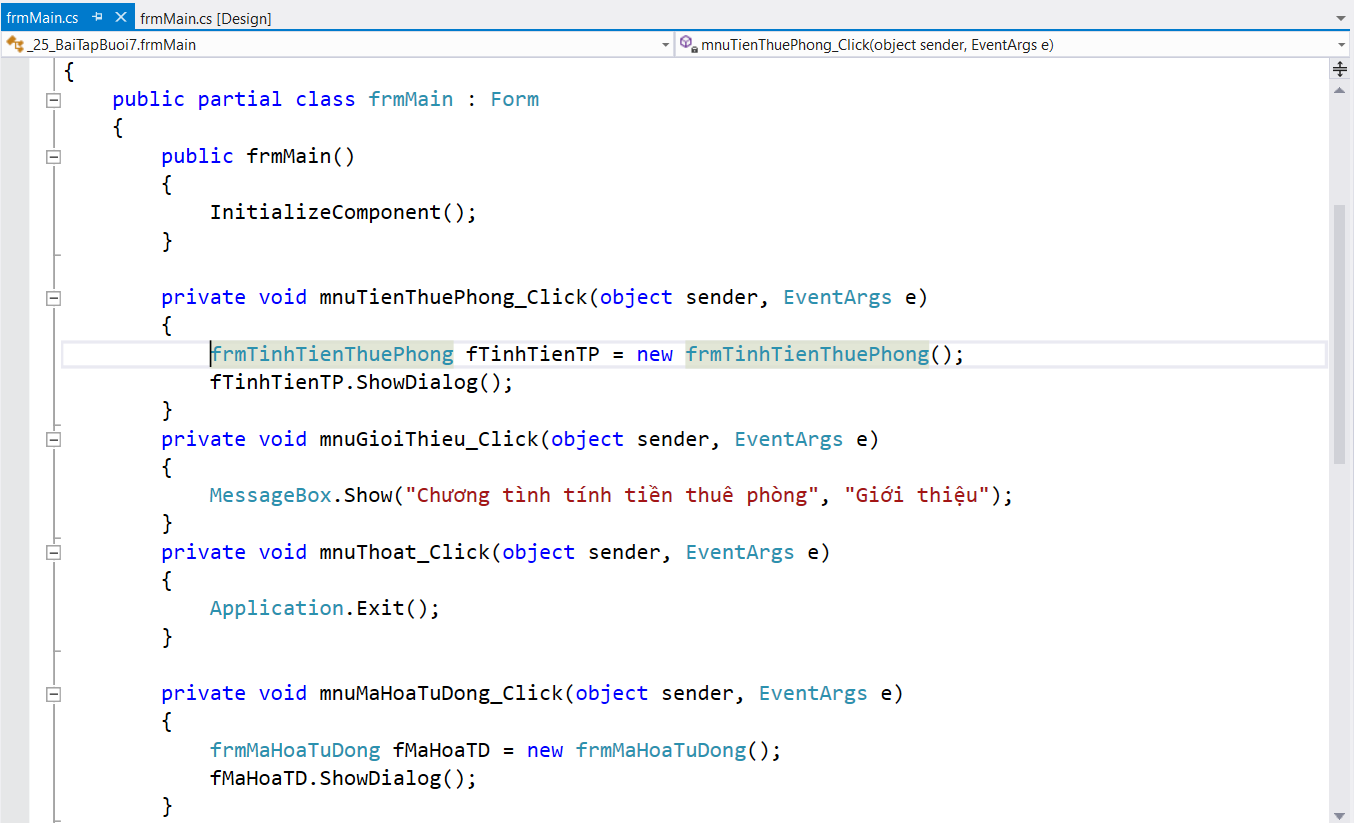 frmMain.cs
frmMain.cs [Design]
_25_BaiTapBuoi7.frmMain
mnuTienThuePhong_Click(object sender, EventArgs e)
{
public partial class frmMain : Form
{
public frmMain()
{
InitializeComponent();
}
private void mnuTienThuePhong_Click(object sender, EventArgs e)
{
frmTinhTienThuePhong fTinhTienTP = new frmTinhTienThuePhong();
fTinhTienTP.ShowDialog();
}
private void mnuGioiThieu_Click(object sender, EventArgs e)
{
MessageBox.Show("Chương tình tính tiền thuê phòng", "Giới thiệu");
}
private void mnuThoat_Click(object sender, EventArgs e)
{
Application.Exit();
}
private void mnuMaHoaTuDong_Click(object sender, EventArgs e)
{
frmMaHoaTuDong fMaHoaTD = new frmMaHoaTuDong();
fMaHoaTD.ShowDialog();
}